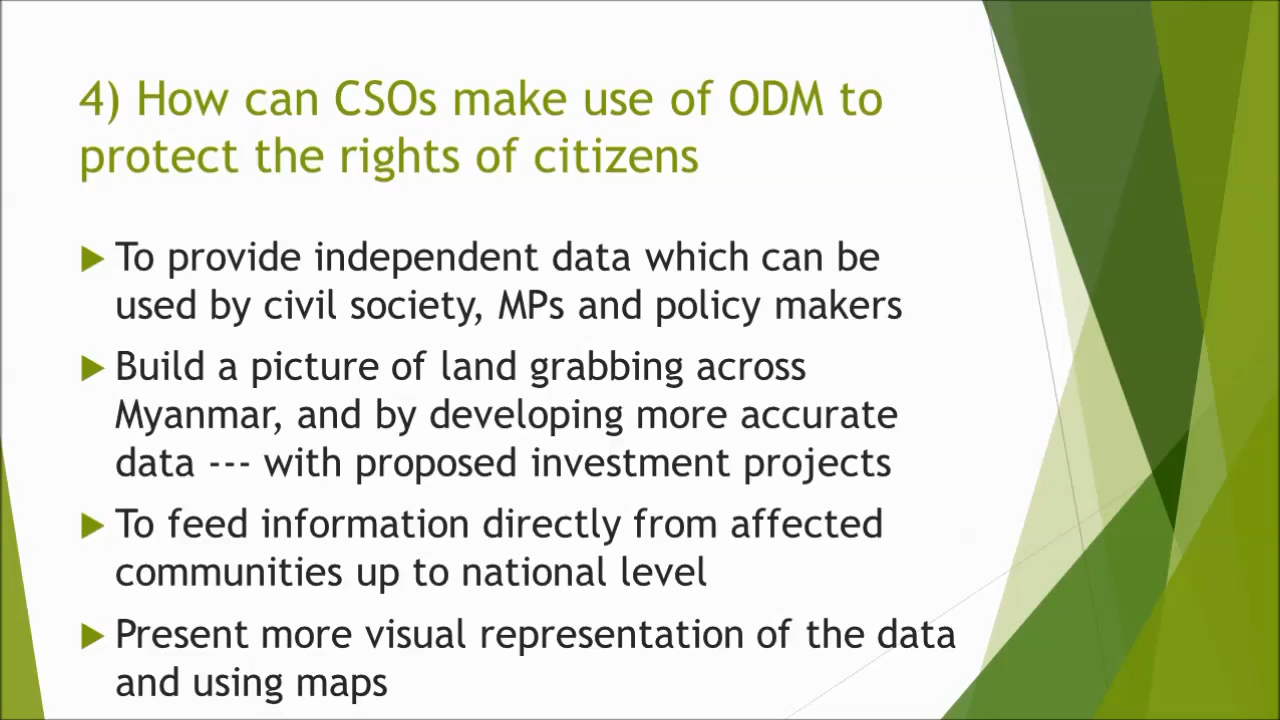 4) How can CSOs make use of ODM to
protect the rights of citizens
To provide independent data which can be
used by civil society, MPs and policy makers
Build a picture of land grabbing across
Myanmar, and by developing more accurate
data --- with proposed investment projects
To feed information directly from affected
communities up to national level
Present more visual representation of the data
and using maps